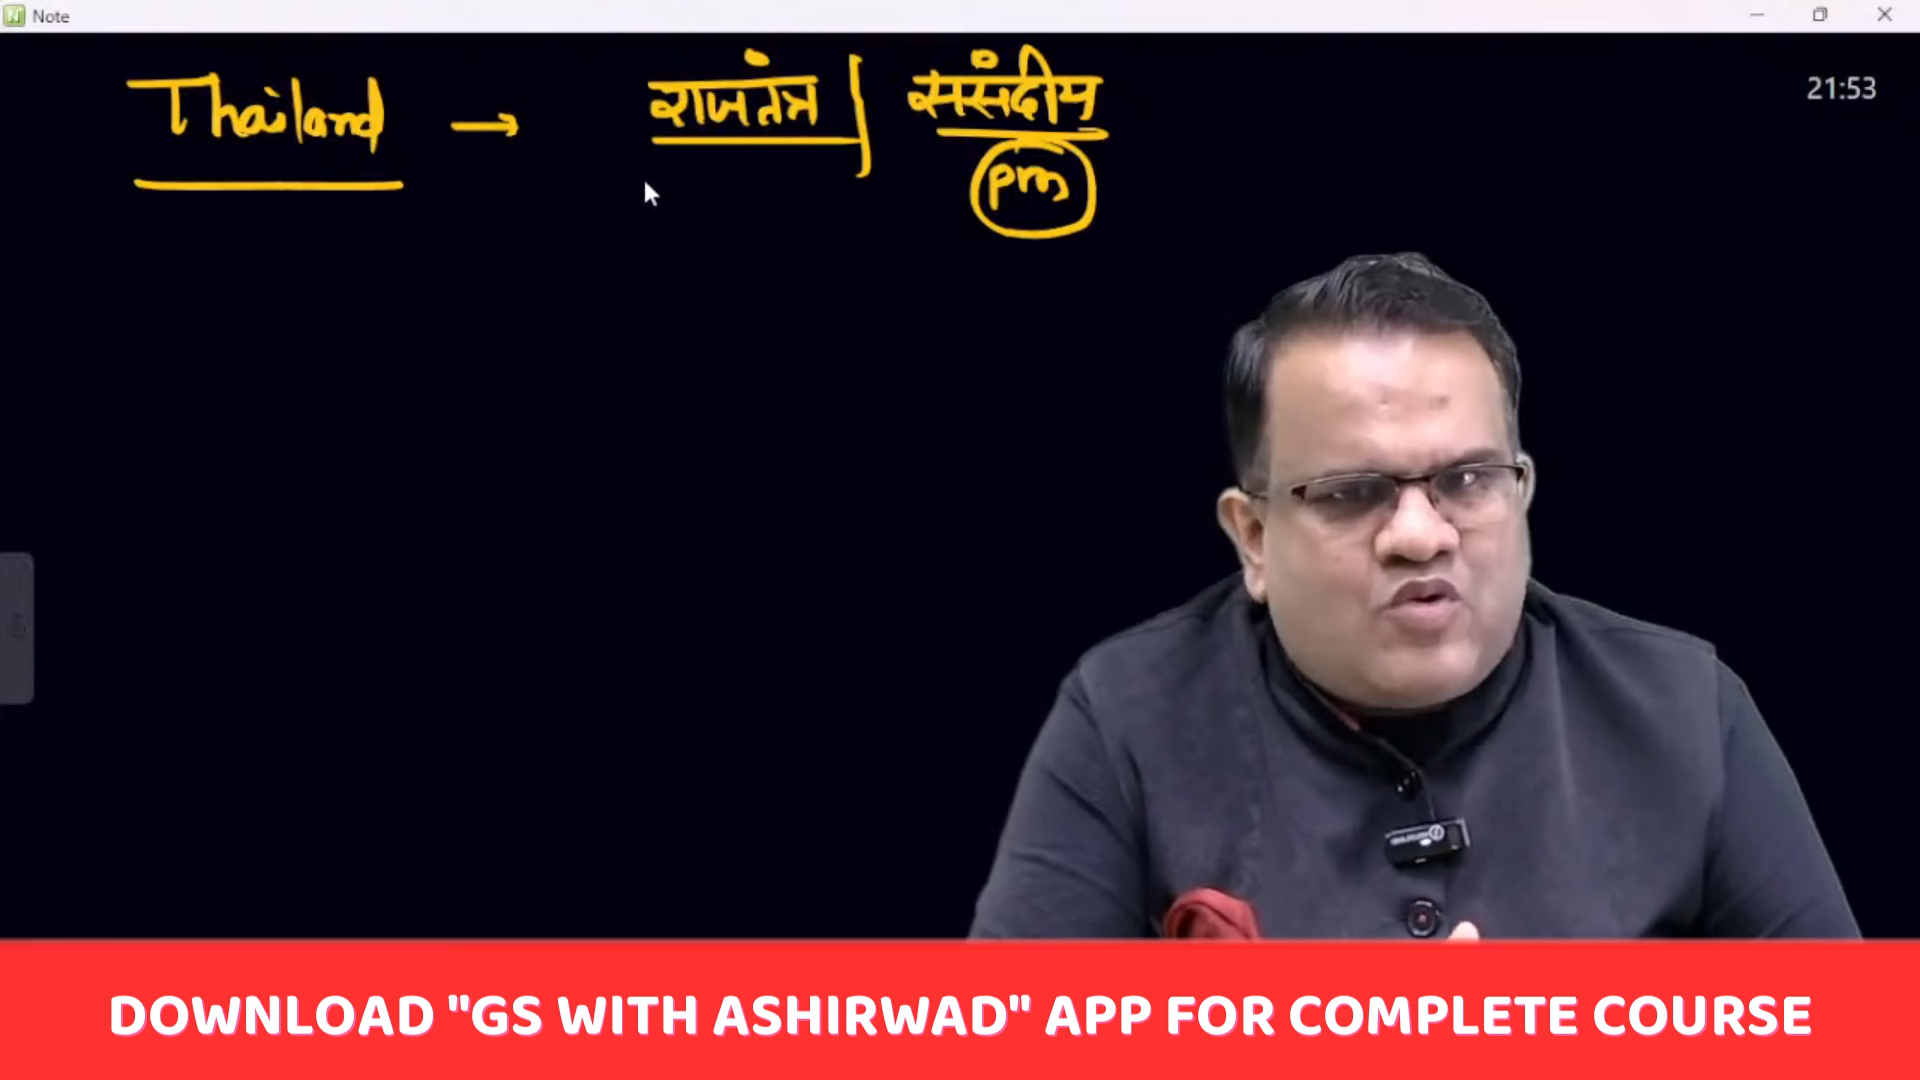 Note
21:53
Thailand → राजतंत्र | संसदीय
pm
DOWNLOAD "GS WITH ASHIRWAD" APP FOR COMPLETE COURSE